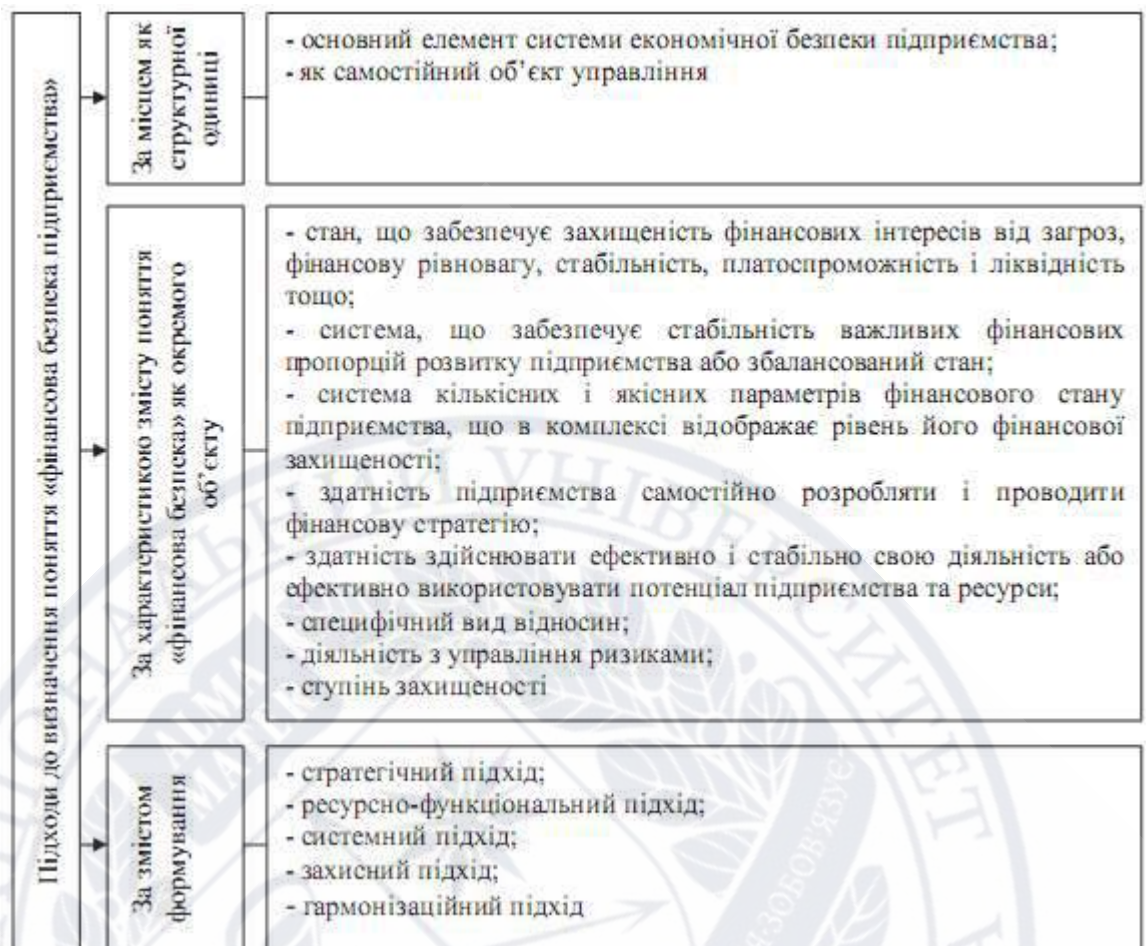 Підходи до визначення поняття «фінансова безпека підприємства»
За місцем як
структурної
одиниці
- основний елемент системи економічної безпеки підприємства;
- як самостійний об’єкт управління
За характеристикою змісту поняття
«фінансова безпека» як окремого
об’єкту
- стан, що забезпечує захищеність фінансових інтересів від загроз,
фінансову рівновагу, стабільність, платоспроможність і ліквідність
тощо;
- система, що забезпечує стабільність важливих фінансових
пропорцій розвитку підприємства або збалансований стан;
- система кількісних і якісних параметрів фінансового стану
підприємства, що в комплексі відображає рівень його фінансової
захищеності;
- здатність підприємства самостійно розробляти і проводити
фінансову стратегію;
- здатність здійснювати ефективно і стабільно свою діяльність або
ефективно використовувати потенціал підприємства та ресурси;
- специфічний вид відносин;
- діяльність з управління ризиками;
- ступінь захищеності
За змістом
формування
- стратегічний підхід;
- ресурсно-функціональний підхід;
- системний підхід;
- захисний підхід;
- гармонізаційний підхід
УНІВЕРСИТЕТ
АЛМА
МАТЕР